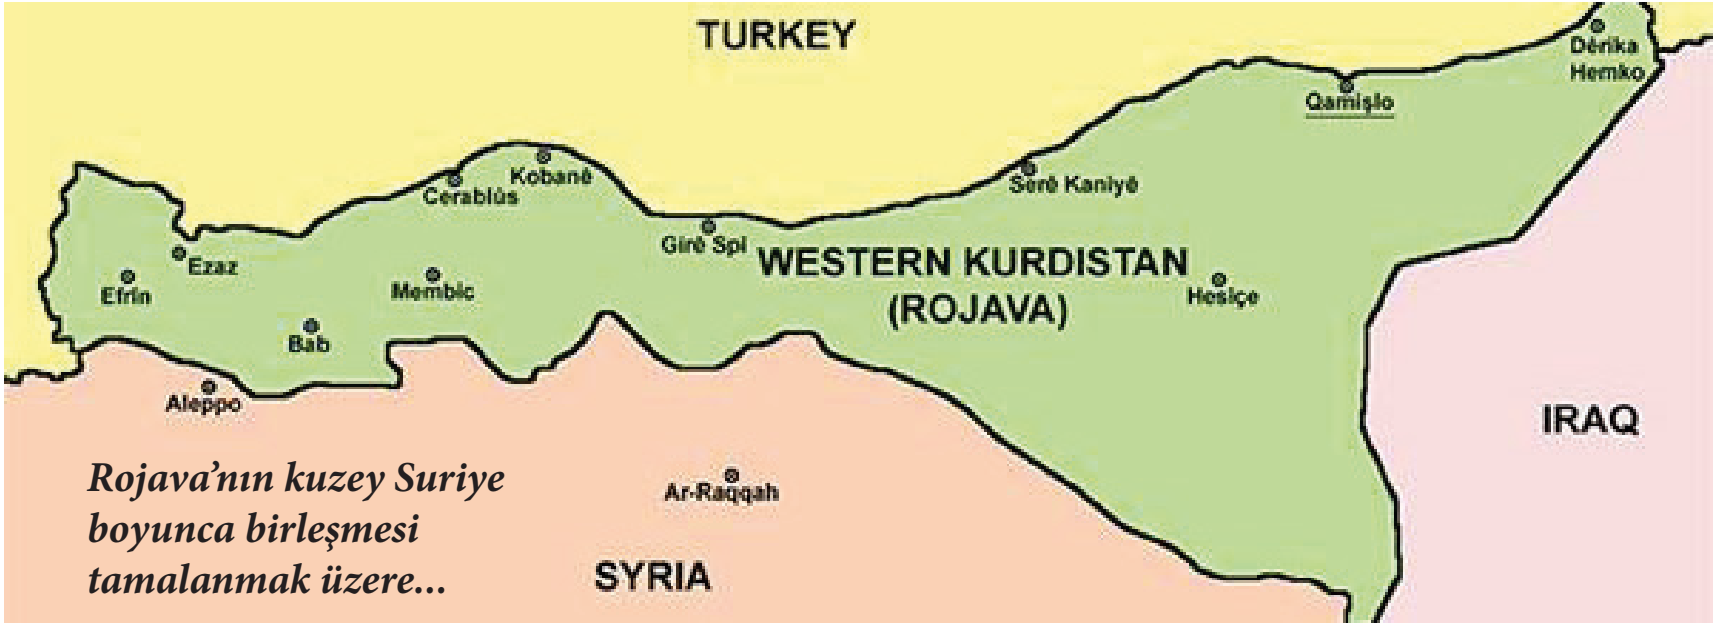 TURKEY
Dêrika
Hemko
Qamişlo
Kobanê
Cerablûs
Serê Kaniyê
Girê Spî
WESTERN KURDISTAN
(ROJAVA)
Ezaz
Efrîn
Membic
Hesiçe
Bab
Aleppo
IRAQ
Rojava’nın kuzey Suriye
boyunca birleşmesi
tamalanmak üzere...
Ar-Raqqah
SYRIA